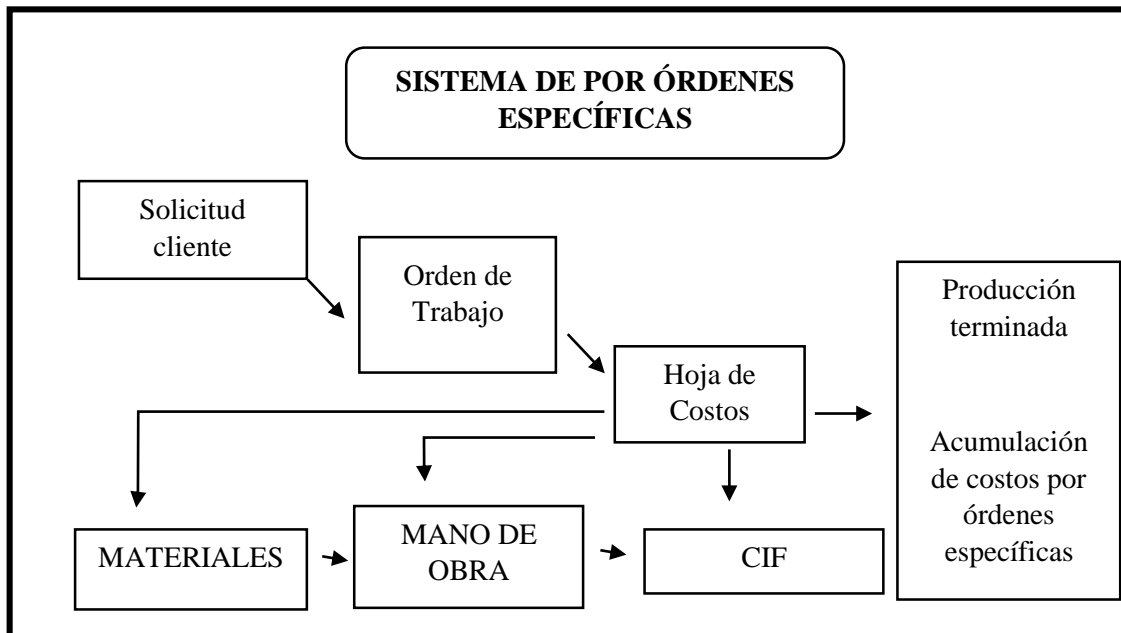 SISTEMA DE POR ÓRDENES
ESPECÍFICAS
Solicitud
cliente
Orden de
Trabajo
Hoja de
Costos
Producción
terminada
Acumulación
de costos por
órdenes
específicas
MATERIALES
MANO DE
OBRA
CIF